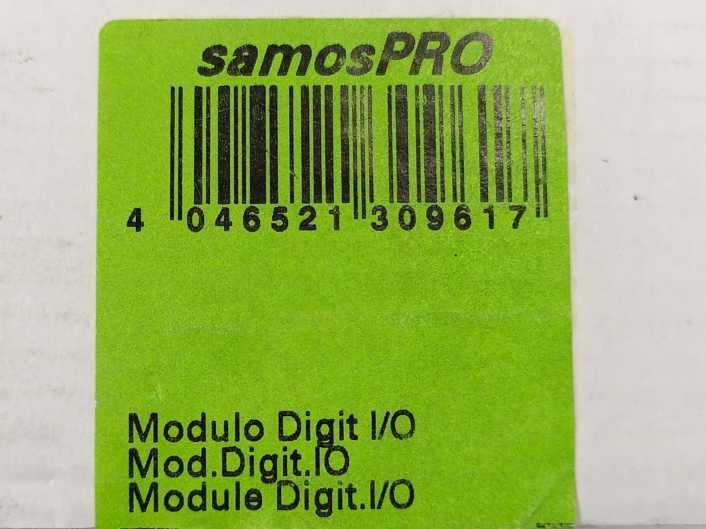 samosPRO
4 046521 309617
Modulo Digit I/O
Mod.Digit.IO
Module Digit.I/O